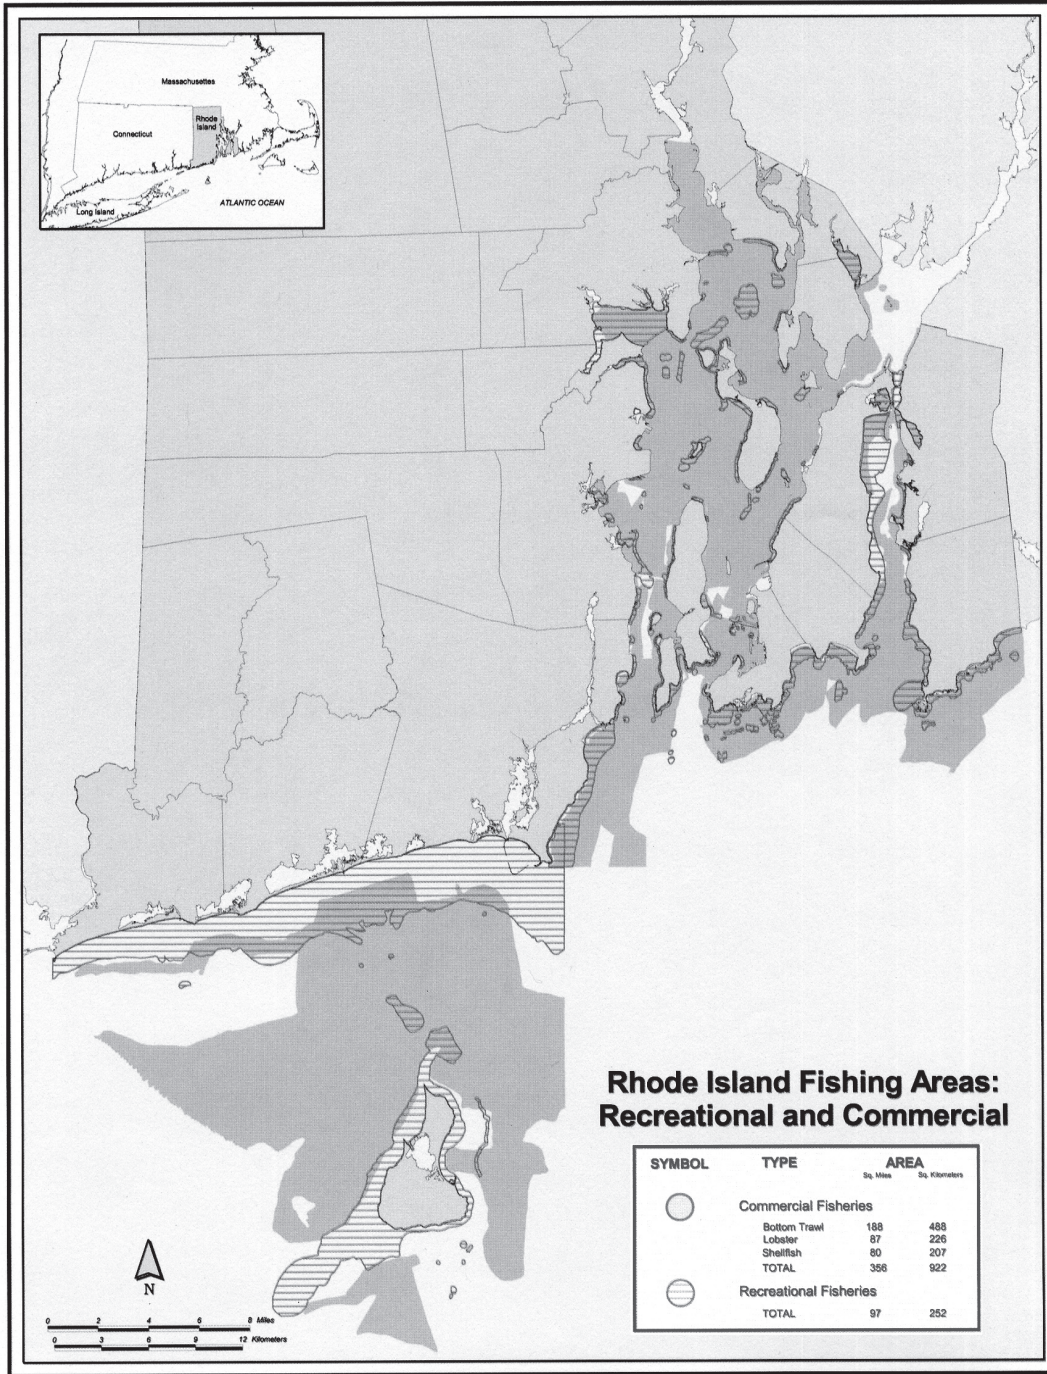 Massachusettes
Rhode
Island
Connecticut
Long Island
ATLANTIC OCEAN
Rhode Island Fishing Areas:
Recreational and Commercial
SYMBOL TYPE AREA
Sq. Miles Sq. Kilometers
Commercial Fisheries
Bottom Trawl 188 488
Lobster 87 226
Shellfish 80 207
TOTAL 356 922
Recreational Fisheries
TOTAL 97 252
N
0 2 4 6 8 Miles
0 3 6 9 12 Kilometers